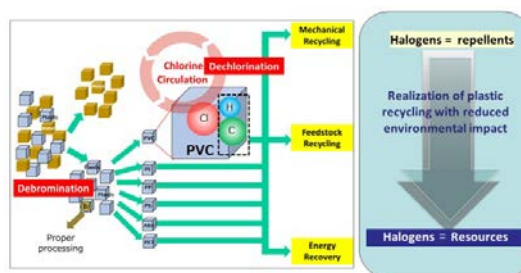 Chlorine
Circulation
Dechlorination
Mechanical
Recycling
Cl
H
C
PVC
Feedstock
Recycling
Debromination
Proper
processing
Energy
Recovery
Halogens = repellents
Realization of plastic
recycling with reduced
environmental impact
Halogens = Resources